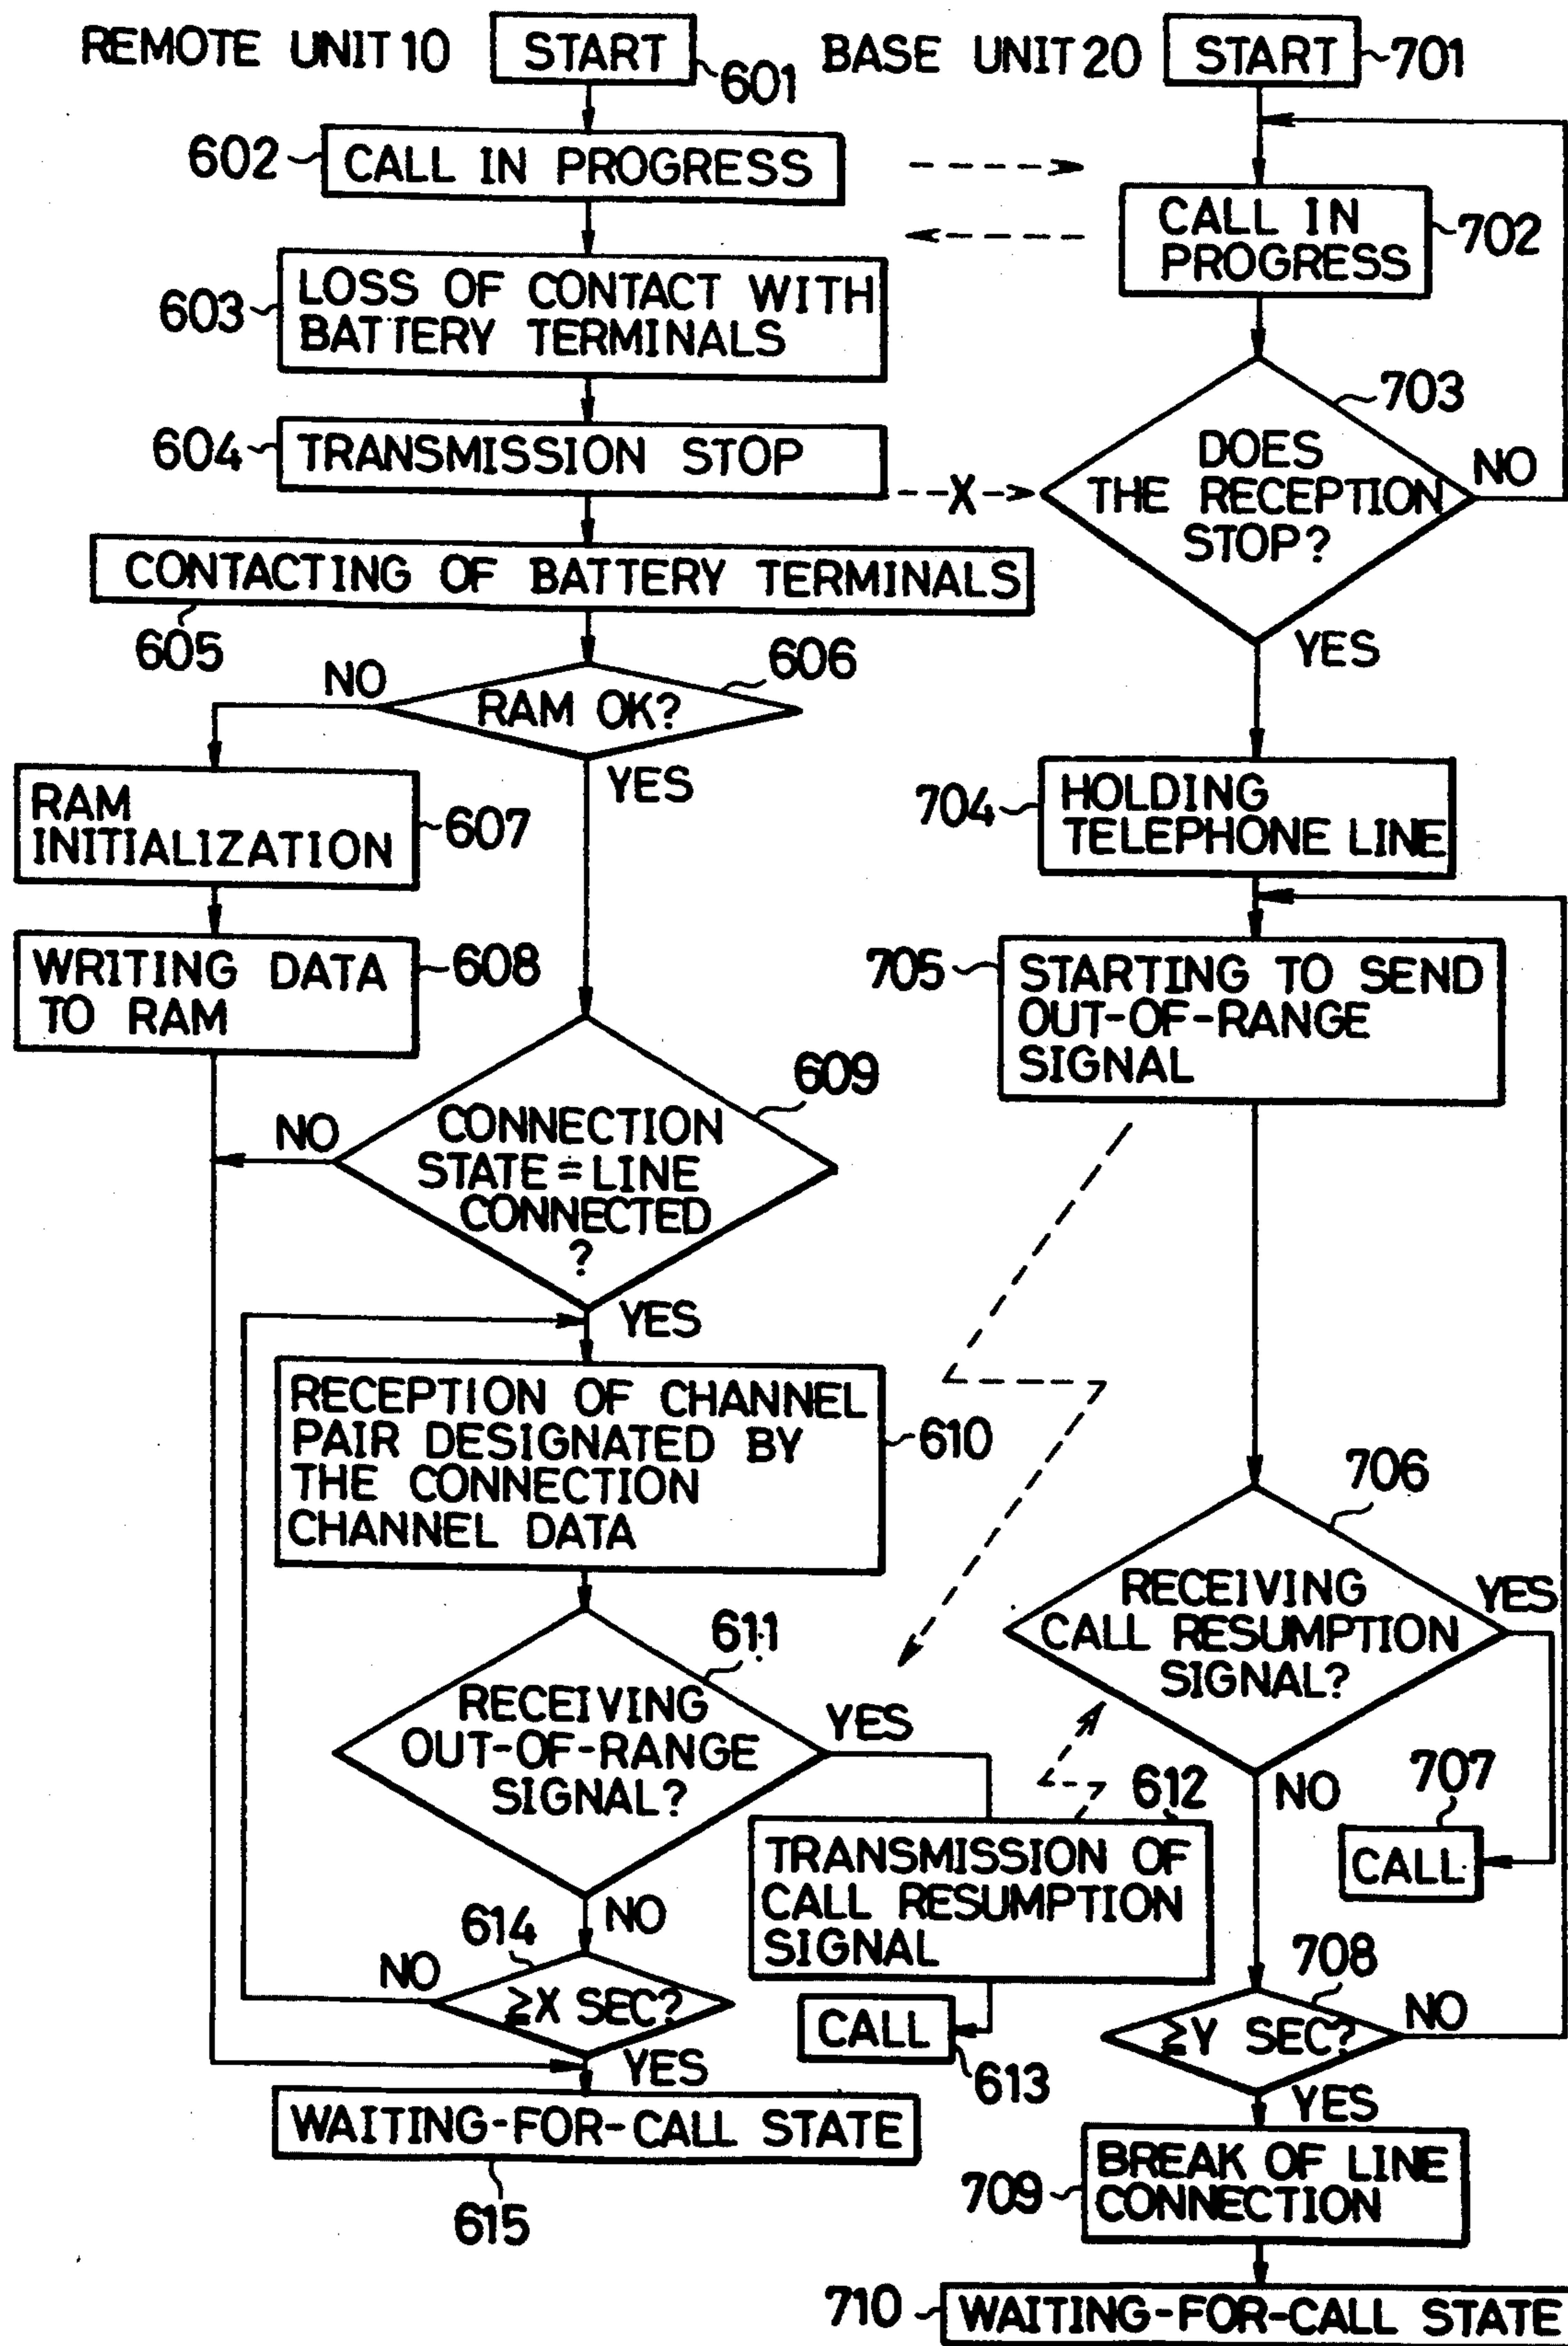 REMOTE UNIT 10
START
601
602
CALL IN PROGRESS
603
LOSS OF CONTACT WITH
BATTERY TERMINALS
604
TRANSMISSION STOP
--X->
CONTACTING OF BATTERY TERMINALS
605
606
RAM OK?
NO
YES
RAM
INITIALIZATION
607
WRITING DATA
TO RAM
608
609
CONNECTION
STATE = LINE
CONNECTED
?
NO
YES
RECEPTION OF CHANNEL
PAIR DESIGNATED BY
THE CONNECTION
CHANNEL DATA
610
611
RECEIVING
OUT-OF-RANGE
SIGNAL?
YES
NO
612
TRANSMISSION OF
CALL RESUMPTION
SIGNAL
CALL
613
614
≧X SEC?
NO
YES
WAITING-FOR-CALL STATE
615
BASE UNIT 20
START
701
CALL IN
PROGRESS
702
703
DOES
THE RECEPTION
STOP?
NO
YES
704
HOLDING
TELEPHONE LINE
705
STARTING TO SEND
OUT-OF-RANGE
SIGNAL
706
RECEIVING
CALL RESUMPTION
SIGNAL?
YES
NO
707
CALL
708
≧Y SEC?
NO
YES
709
BREAK OF LINE
CONNECTION
710
WAITING-FOR-CALL STATE